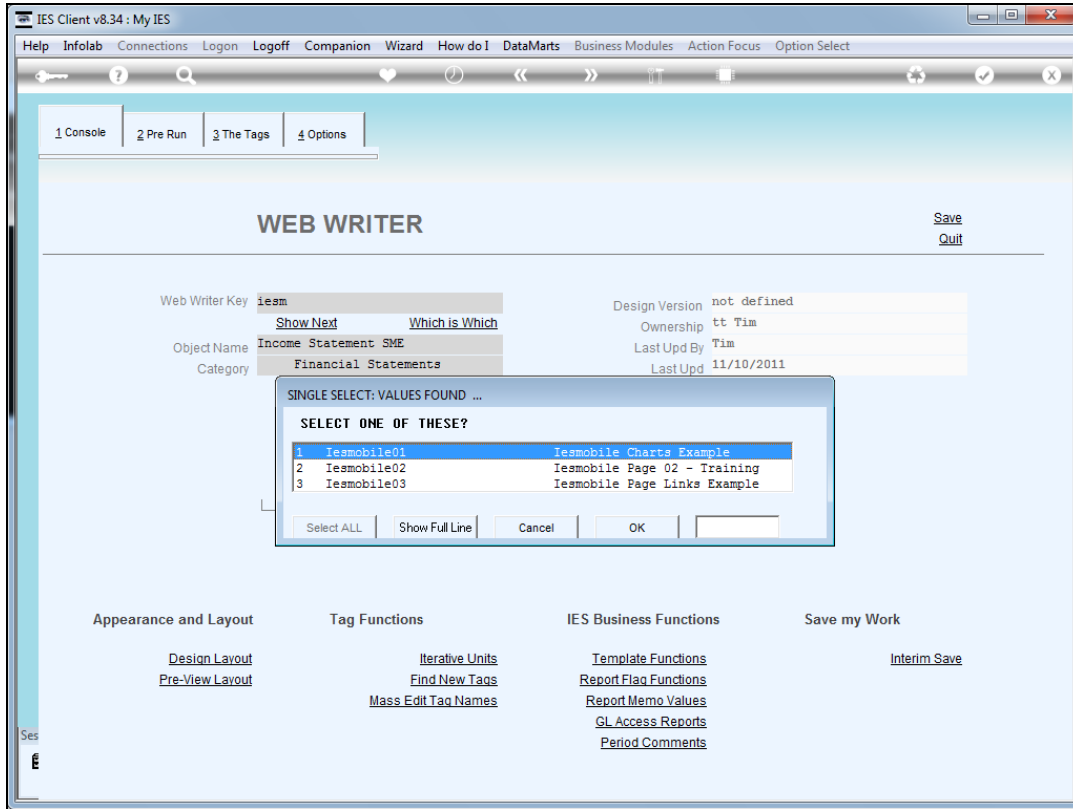 IES Client v8.34 : My IES
Help Infolab Connections Logon Logoff Companion Wizard How do I DataMarts Business Modules Action Focus Option Select
1 Console 2 Pre Run 3 The Tags 4 Options
WEB WRITER
Save
Quit
Web Writer Key iesm
Show Next Which is Which
Object Name Income Statement SME
Category Financial Statements
Design Version not defined
Ownership tt Tim
Last Upd By Tim
Last Upd 11/10/2011
SINGLE SELECT: VALUES FOUND ...
SELECT ONE OF THESE?
1 Iesmobile01 Iesmobile Charts Example
2 Iesmobile02 Iesmobile Page 02 - Training
3 Iesmobile03 Iesmobile Page Links Example
Select ALL Show Full Line Cancel OK
Appearance and Layout Tag Functions IES Business Functions Save my Work
Design Layout Iterative Units Template Functions Interim Save
Pre-View Layout Find New Tags Report Flag Functions
Mass Edit Tag Names Report Memo Values
GL Access Reports
Period Comments
Ses